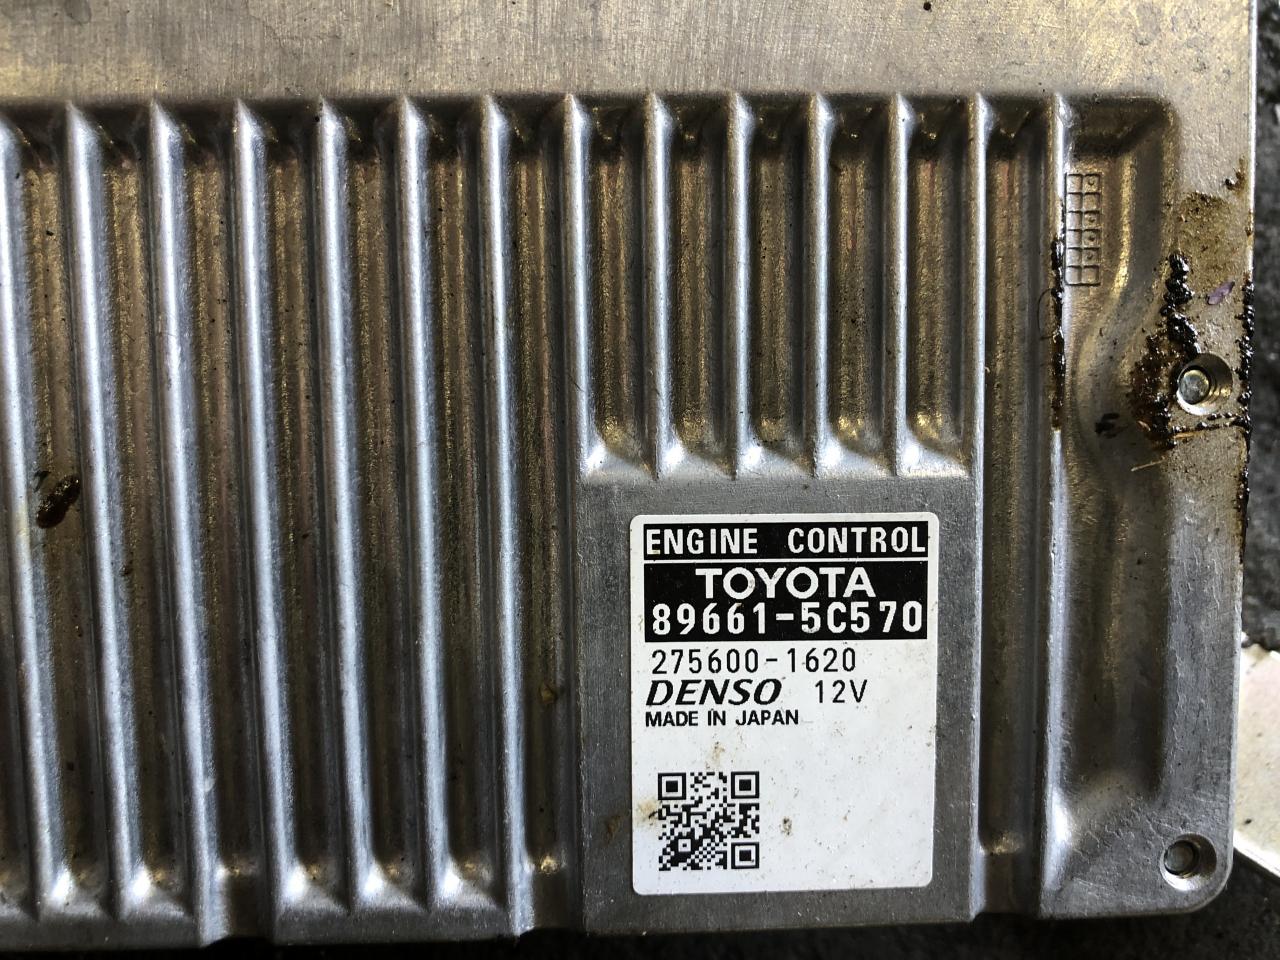 ENGINE CONTROL
TOYOTA
89661-5C570
275600-1620
DENSO 12V
MADE IN JAPAN